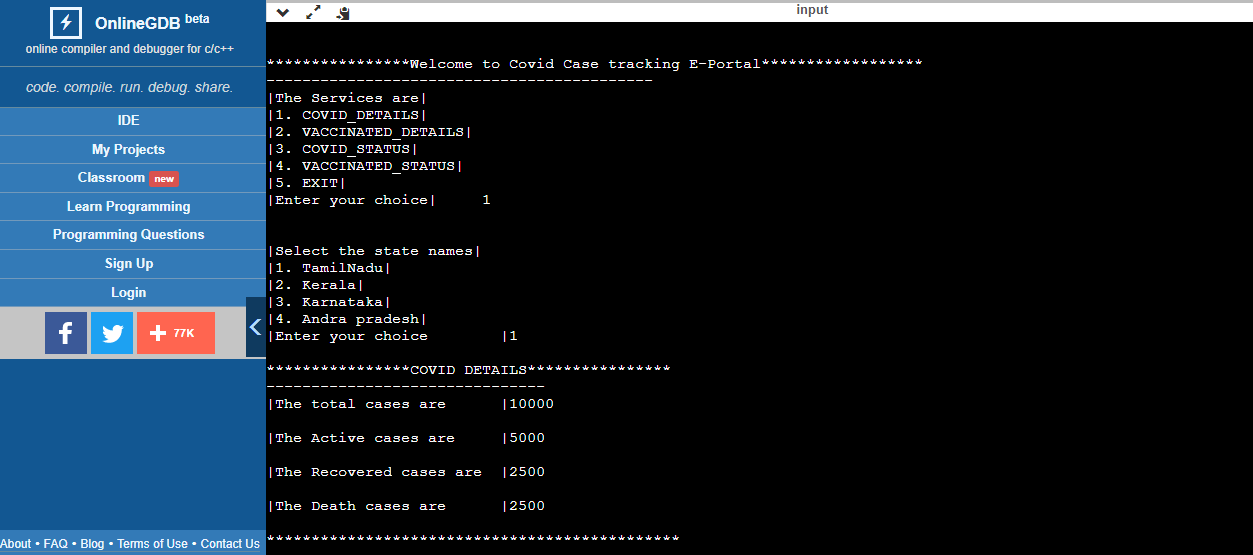 OnlineGDB beta
online compiler and debugger for c/c++
code. compile. run. debug. share.
IDE
My Projects
Classroom new
Learn Programming
Programming Questions
Sign Up
Login
f
77K
About • FAQ • Blog • Terms of Use • Contact Us
input
****************Welcome to Covid Case tracking E-Portal******************
-------------------------------------------
|The Services are|
|1. COVID_DETAILS|
|2. VACCINATED_DETAILS|
|3. COVID_STATUS|
|4. VACCINATED_STATUS|
|5. EXIT|
|Enter your choice|     1
|Select the state names|
|1. TamilNadu|
|2. Kerala|
|3. Karnataka|
|4. Andra pradesh|
|Enter your choice        |1
****************COVID DETAILS****************
-------------------------------
|The total cases are      |10000
|The Active cases are     |5000
|The Recovered cases are  |2500
|The Death cases are      |2500
**********************************************